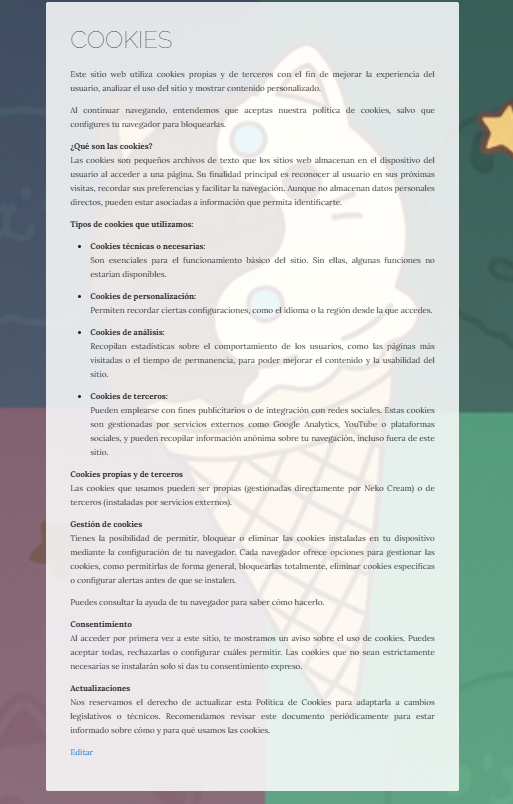 COOKIES
Este sitio web utiliza cookies propias y de terceros con el fin de mejorar la experiencia del
usuario, analizar el uso del sitio y mostrar contenido personalizado.
Al continuar navegando, entendemos que aceptas nuestra política de cookies, salvo que
configures tu navegador para bloquearlas.
¿Qué son las cookies?
Las cookies son pequeños archivos de texto que los sitios web almacenan en el dispositivo del
usuario al acceder a una página. Su finalidad principal es reconocer al usuario en sus próximas
visitas, recordar sus preferencias y facilitar la navegación. Aunque no almacenan datos personales
directos, pueden estar asociadas a información que permita identificarte.
Tipos de cookies que utilizamos:
• Cookies técnicas o necesarias:
Son esenciales para el funcionamiento básico del sitio. Sin ellas, algunas funciones no
estarían disponibles.
• Cookies de personalización:
Permiten recordar ciertas configuraciones, como el idioma o la región desde la que accedes.
• Cookies de análisis:
Recopilan estadísticas sobre el comportamiento de los usuarios, como las páginas más
visitadas o el tiempo de permanencia, para poder mejorar el contenido y la usabilidad del
sitio.
• Cookies de terceros:
Pueden emplearse con fines publicitarios o de integración con redes sociales. Estas cookies
son gestionadas por servicios externos como Google Analytics, YouTube o plataformas
sociales, y pueden recopilar información anónima sobre tu navegación, incluso fuera de este
sitio.
Cookies propias y de terceros
Las cookies que usamos pueden ser propias (gestionadas directamente por Neko Cream) o de
terceros (instaladas por servicios externos).
Gestión de cookies
Tienes la posibilidad de permitir, bloquear o eliminar las cookies instaladas en tu dispositivo
mediante la configuración de tu navegador. Cada navegador ofrece opciones para gestionar las
cookies, como permitirlas de forma general, bloquearlas totalmente, eliminar cookies específicas
o configurar alertas antes de que se instalen.
Puedes consultar la ayuda de tu navegador para saber cómo hacerlo.
Consentimiento
Al acceder por primera vez a este sitio, te mostramos un aviso sobre el uso de cookies. Puedes
aceptar todas, rechazarlas o configurar cuáles permitir. Las cookies que no sean estrictamente
necesarias se instalarán solo si das tu consentimiento expreso.
Actualizaciones
Nos reservamos el derecho de actualizar esta Política de Cookies para adaptarla a cambios
legislativos o técnicos. Recomendamos revisar este documento periódicamente para estar
informado sobre cómo y para qué usamos las cookies.
Editar